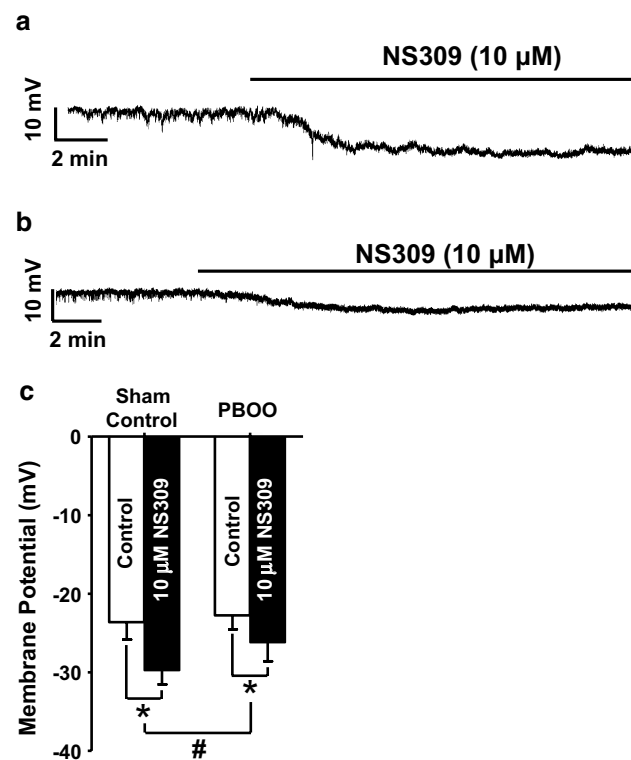 a
NS309 (10 µM)
10 mV
2 min
b
NS309 (10 µM)
10 mV
2 min
c
Sham
Control
PBOO
Membrane Potential (mV)
0
-10
-20
-30
-40
Control
10 µM NS309
Control
10 µM NS309
*
*
#